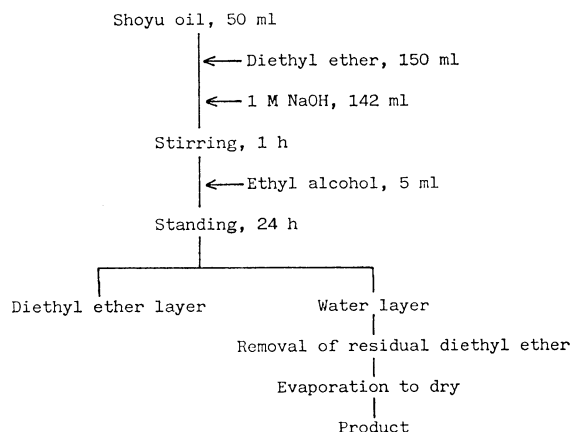 Shoyu oil, 50 ml
Diethyl ether, 150 ml
1 M NaOH, 142 ml
Stirring, 1 h
Ethyl alcohol, 5 ml
Standing, 24 h
Diethyl ether layer
Water layer
Removal of residual diethyl ether
Evaporation to dry
Product